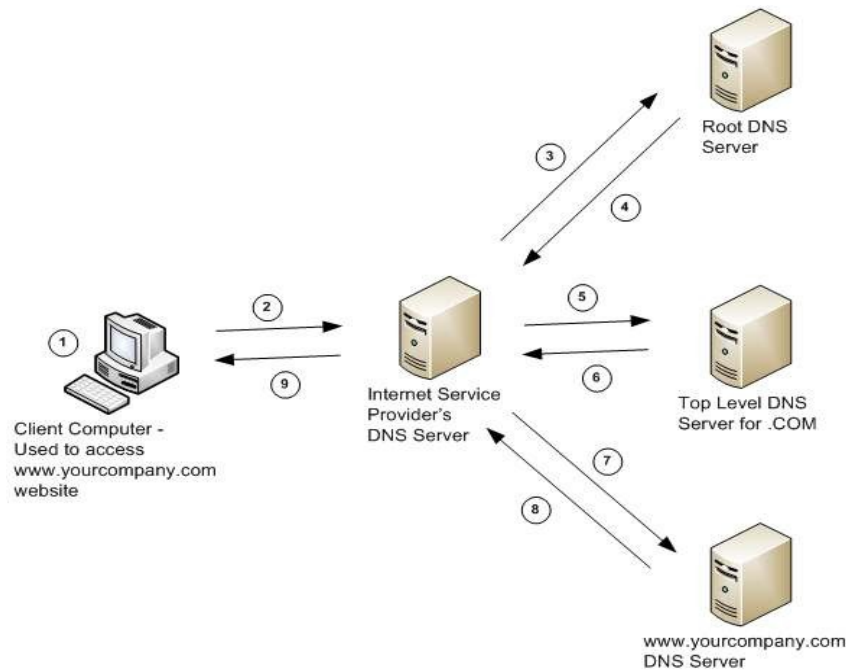 Root DNS
Server
3
4
2
5
1
9
6
Internet Service
Provider's
DNS Server
Top Level DNS
Server for .COM
Client Computer -
Used to access
www.yourcompany.com
website
7
8
www.yourcompany.com
DNS Server